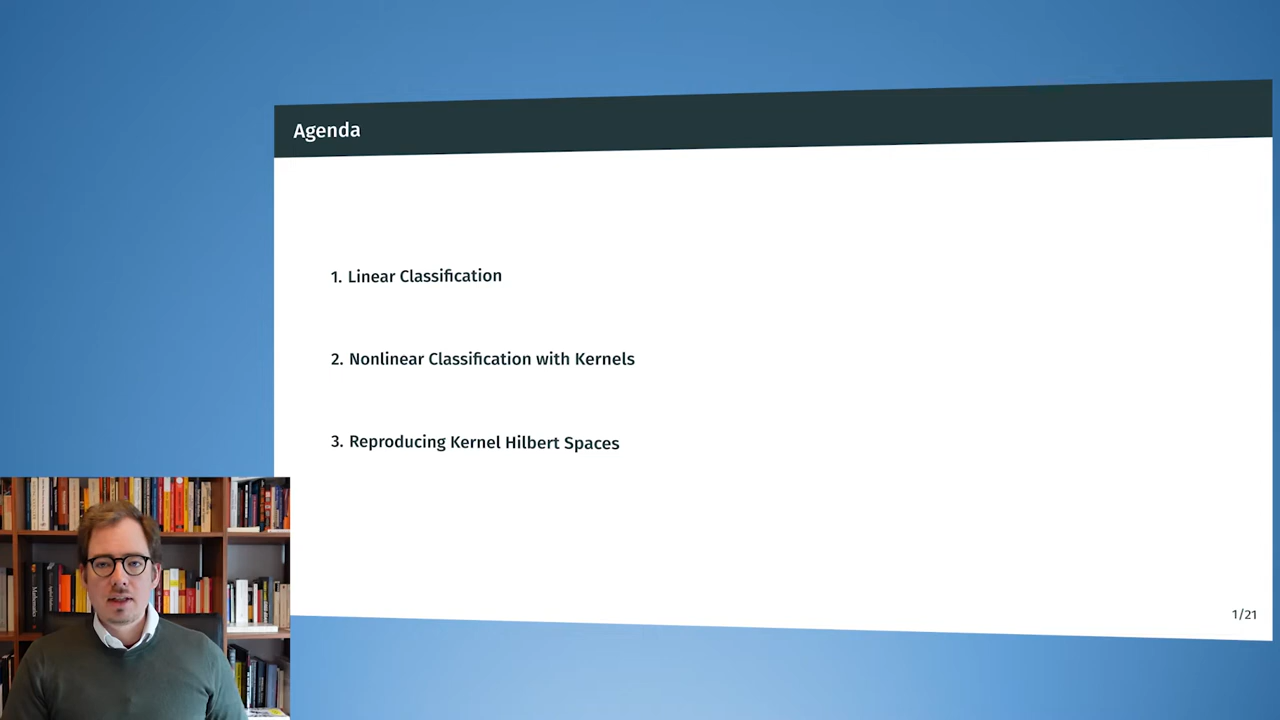 Agenda
1. Linear Classification
2. Nonlinear Classification with Kernels
3. Reproducing Kernel Hilbert Spaces
1/21